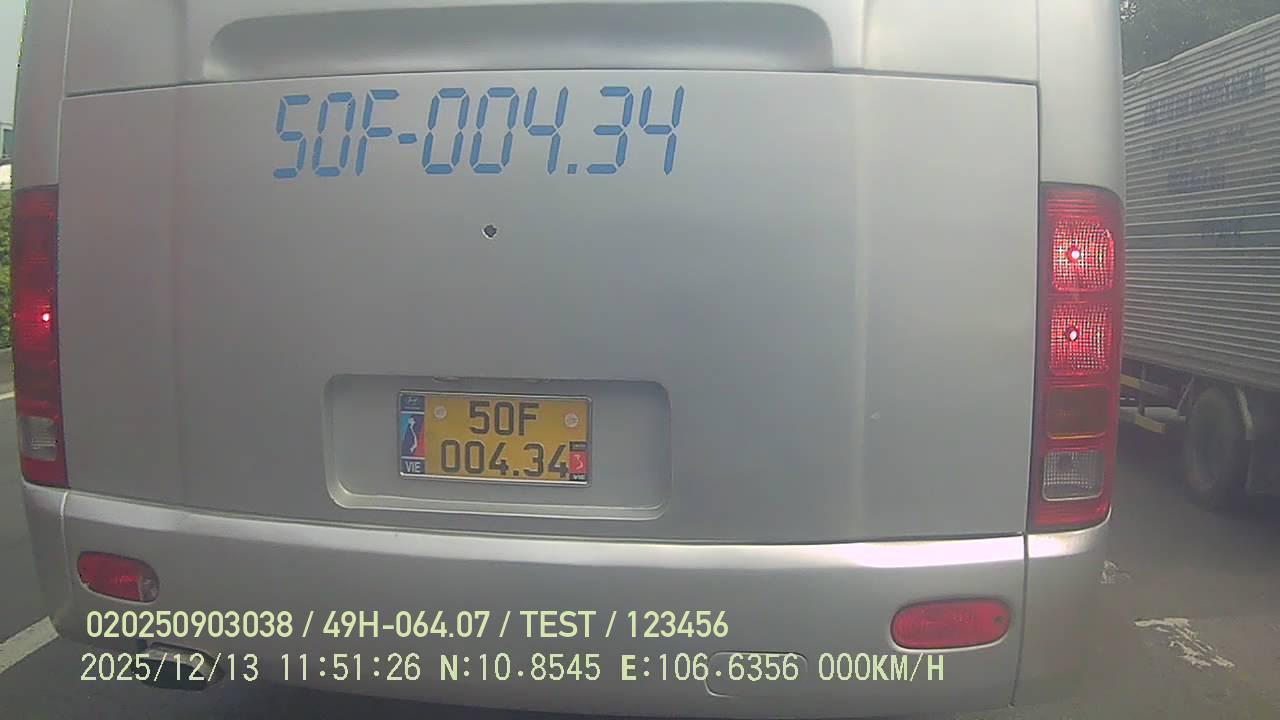 50F-004.34
50F
004.34
VIE
020250903038 / 49H-064.07 / TEST / 123456
2025/12/13 11:51:26 N:10.8545 E:106.6356 000KM/H